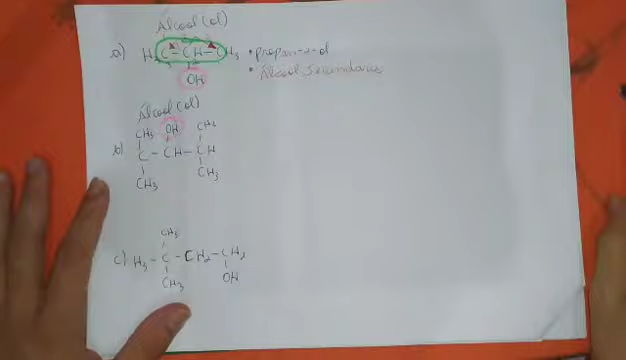 Álcool (ol)
a) H3C - CH - CH3 • propan-2-ol
OH • Álcool Secundário
Álcool (ol)
CH3 OH CH3
b) C - CH - CH
CH3 CH3
CH3
c) H3 - C - CH2 - CH2
CH3 OH